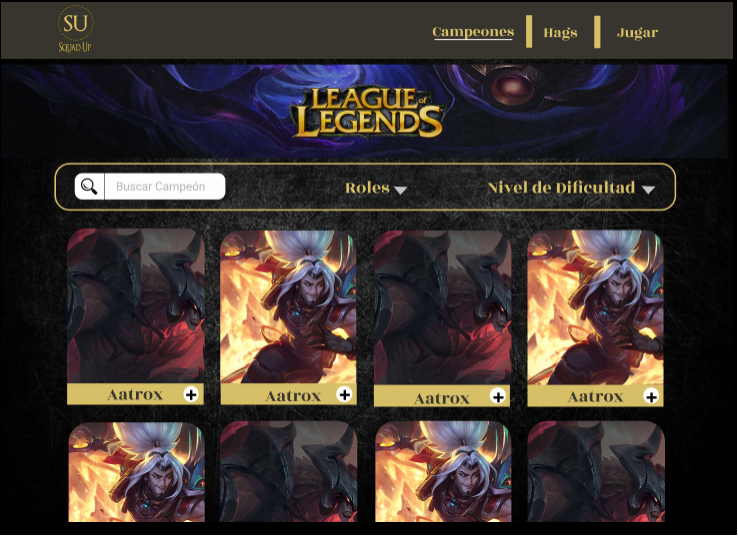 SU
Squad Up
Campeones
Hags
Jugar
LEAGUE of
LEGENDS
Buscar Campeón
Roles
Nivel de Dificultad
Aatrox
Aatrox
Aatrox
Aatrox